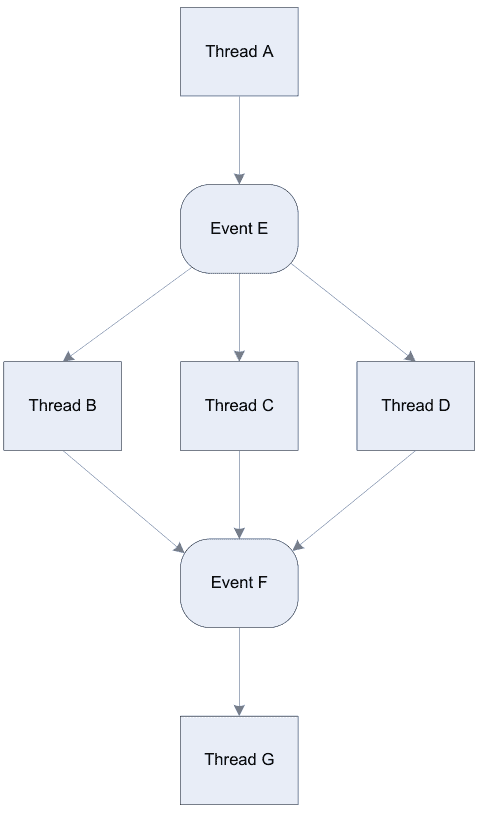 Thread A
Event E
Thread B
Thread C
Thread D
Event F
Thread G